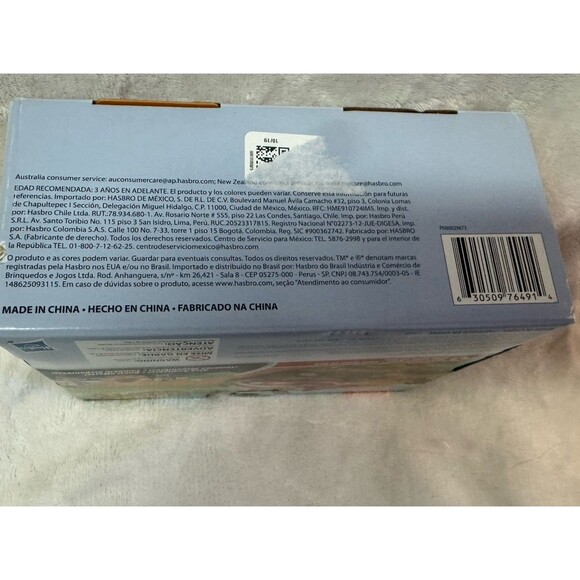 10/19
Australia consumer service: auconsumercare@ap.hasbro.com; New Zealand
EDAD RECOMENDADA: 3 AÑOS EN ADELANTE. El producto y los colores pueden variar. Conserve esta información para futuras
referencias. Importado por: HASBRO DE MÉXICO, S. DE R.L. DE C.V. Boulevard Manuel Ávila Camacho #32, piso 3, Colonia Lomas
de Chapultepec I Sección, Delegación Miguel Hidalgo, C.P. 11000, Ciudad de México, México, RFC: HME910724IM5. Imp. y dist.
por: Hasbro Chile Ltda. RUT.:78.934.680-1. Av. Rosario Norte # 555, piso 22 Las Condes, Santiago, Chile. Imp. por: Hasbro Perú
S.R.L. Av. Santo Toribio No. 115 piso 3 San Isidro, Lima, Perú. RUC: 20523317815. Registro Nacional N°02273-12-JUE-DIGESA. Imp.
por: Hasbro Colombia S.A.S. Calle 100 No. 7-33, torre 1 piso 15 Bogotá, Colombia. Reg. SIC #900362742. Fabricado por: HASBRO
S.A. (Fabricante de derecho). Todos los derechos reservados. Centro de Servicio para México: TEL. 5876-2998 y para el interior de
la República TEL. 01-800-7-12-62-25. centrodeserviciomexico@hasbro.com
O produto e as cores podem variar. Guardar para eventuais consultas. Todos os direitos reservados. TM* e ®* denotam marcas
registradas pela Hasbro nos EUA e/ou no Brasil. Importado e distribuído no Brasil por: Hasbro do Brasil Indústria e Comércio de
Brinquedos e Jogos Ltda. Rod. Anhanguera, s/nº - km 26,421 - Sala B - CEP 05275-000 - Perus - SP, CNPJ 08.743.754/0003-05 - IE
148625093115. Em caso de dúvidas sobre o produto, acesse www.hasbro.com, seção "Atendimento ao consumidor".
MADE IN CHINA • HECHO EN CHINA • FABRICADO NA CHINA
6 30509 76491 4
WARNING:
MISE EN GARDE:
ADVERTENCIA:
ATENÇÃO: